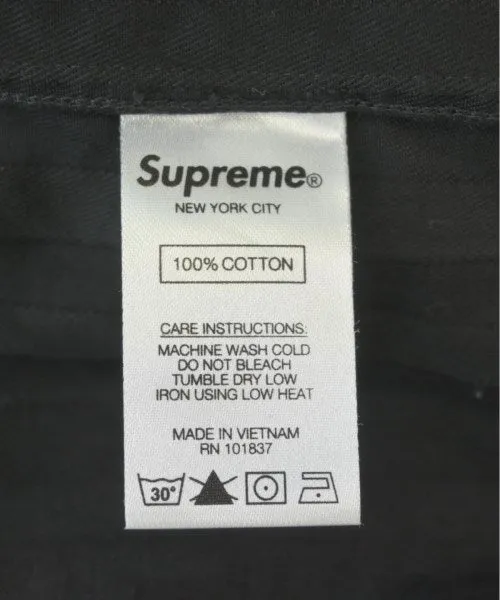 Supreme®
NEW YORK CITY
100% COTTON
CARE INSTRUCTIONS:
MACHINE WASH COLD
DO NOT BLEACH
TUMBLE DRY LOW
IRON USING LOW HEAT
MADE IN VIETNAM
RN 101837
30°